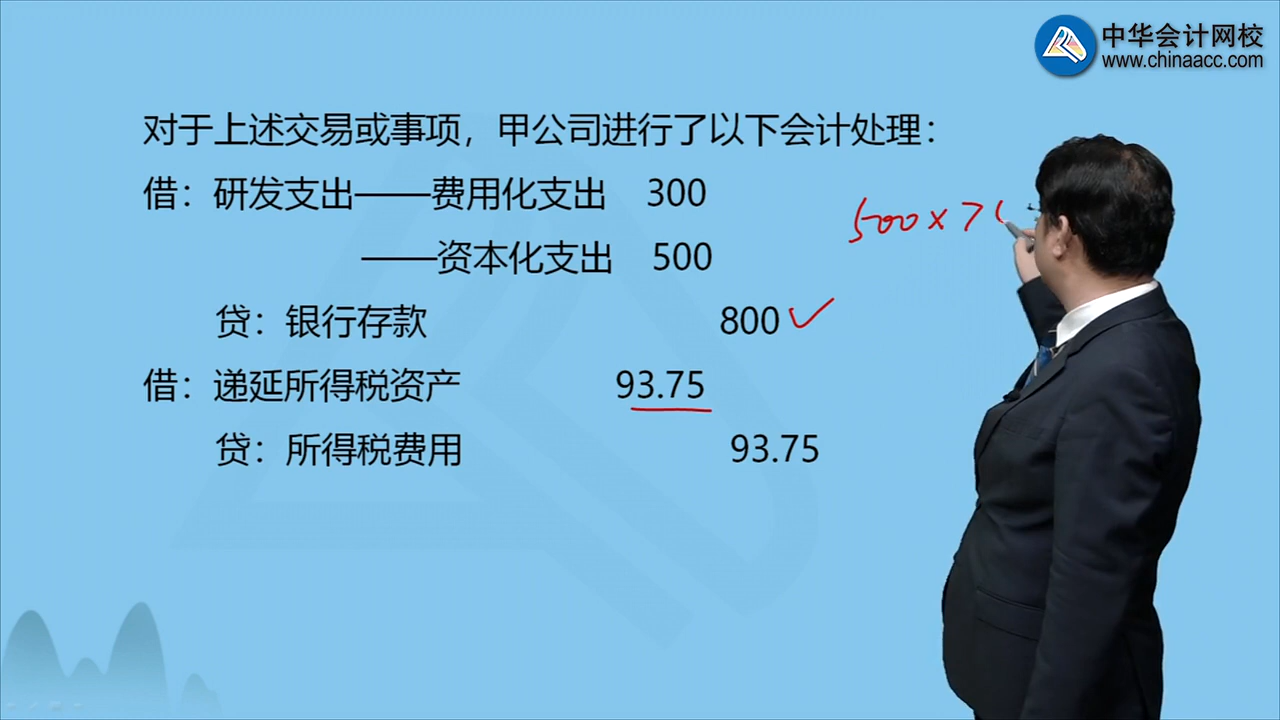 中华会计网校
www.chinaacc.com
对于上述交易或事项，甲公司进行了以下会计处理：
借：研发支出——费用化支出 300
——资本化支出 500
500×7
贷：银行存款 800
借：递延所得税资产 93.75
贷：所得税费用 93.75